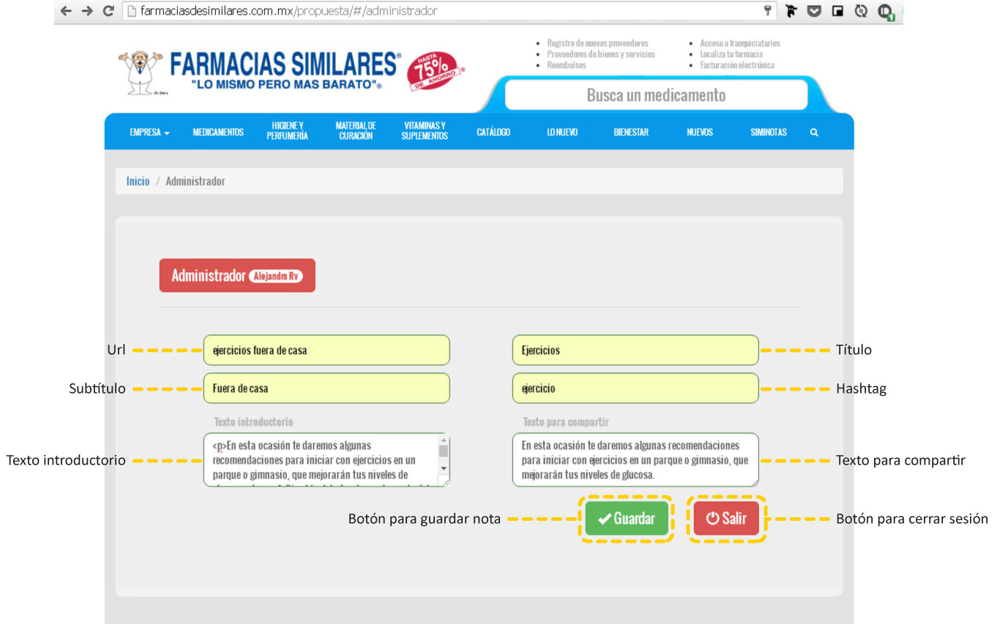 farmaciasdesimilares.com.mx/propuesta/#/administrador
Registro de nuevos proveedores
Proveedores de bienes y servicios
Reembolsos
Acceso a franquiciatarios
Localiza tu farmacia
Facturación electrónica
FARMACIAS SIMILARES®
"LO MISMO PERO MAS BARATO"®
HASTA
75%
DE AHORRO
®
Dr. Simi®
Busca un medicamento
EMPRESA
MEDICAMENTOS
HIGIENE Y
PERFUMERÍA
MATERIAL DE
CURACIÓN
VITAMINAS Y
SUPLEMENTOS
CATÁLOGO
LO NUEVO
BIENESTAR
NUEVOS
SIMINOTAS
Inicio / Administrador
Administrador Alejandro Rv
Url
ejercicios fuera de casa
Ejercicios
Título
Subtítulo
Fuera de casa
ejercicio
Hashtag
Texto introductorio
Texto para compartir
Texto introductorio
<p>En esta ocasión te daremos algunas
recomendaciones para iniciar con ejercicios en un
parque o gimnasio, que mejorarán tus niveles de
En esta ocasión te daremos algunas recomendaciones
para iniciar con ejercicios en un parque o gimnasio, que
mejorarán tus niveles de glucosa.
Texto para compartir
Botón para guardar nota
Guardar
Salir
Botón para cerrar sesión